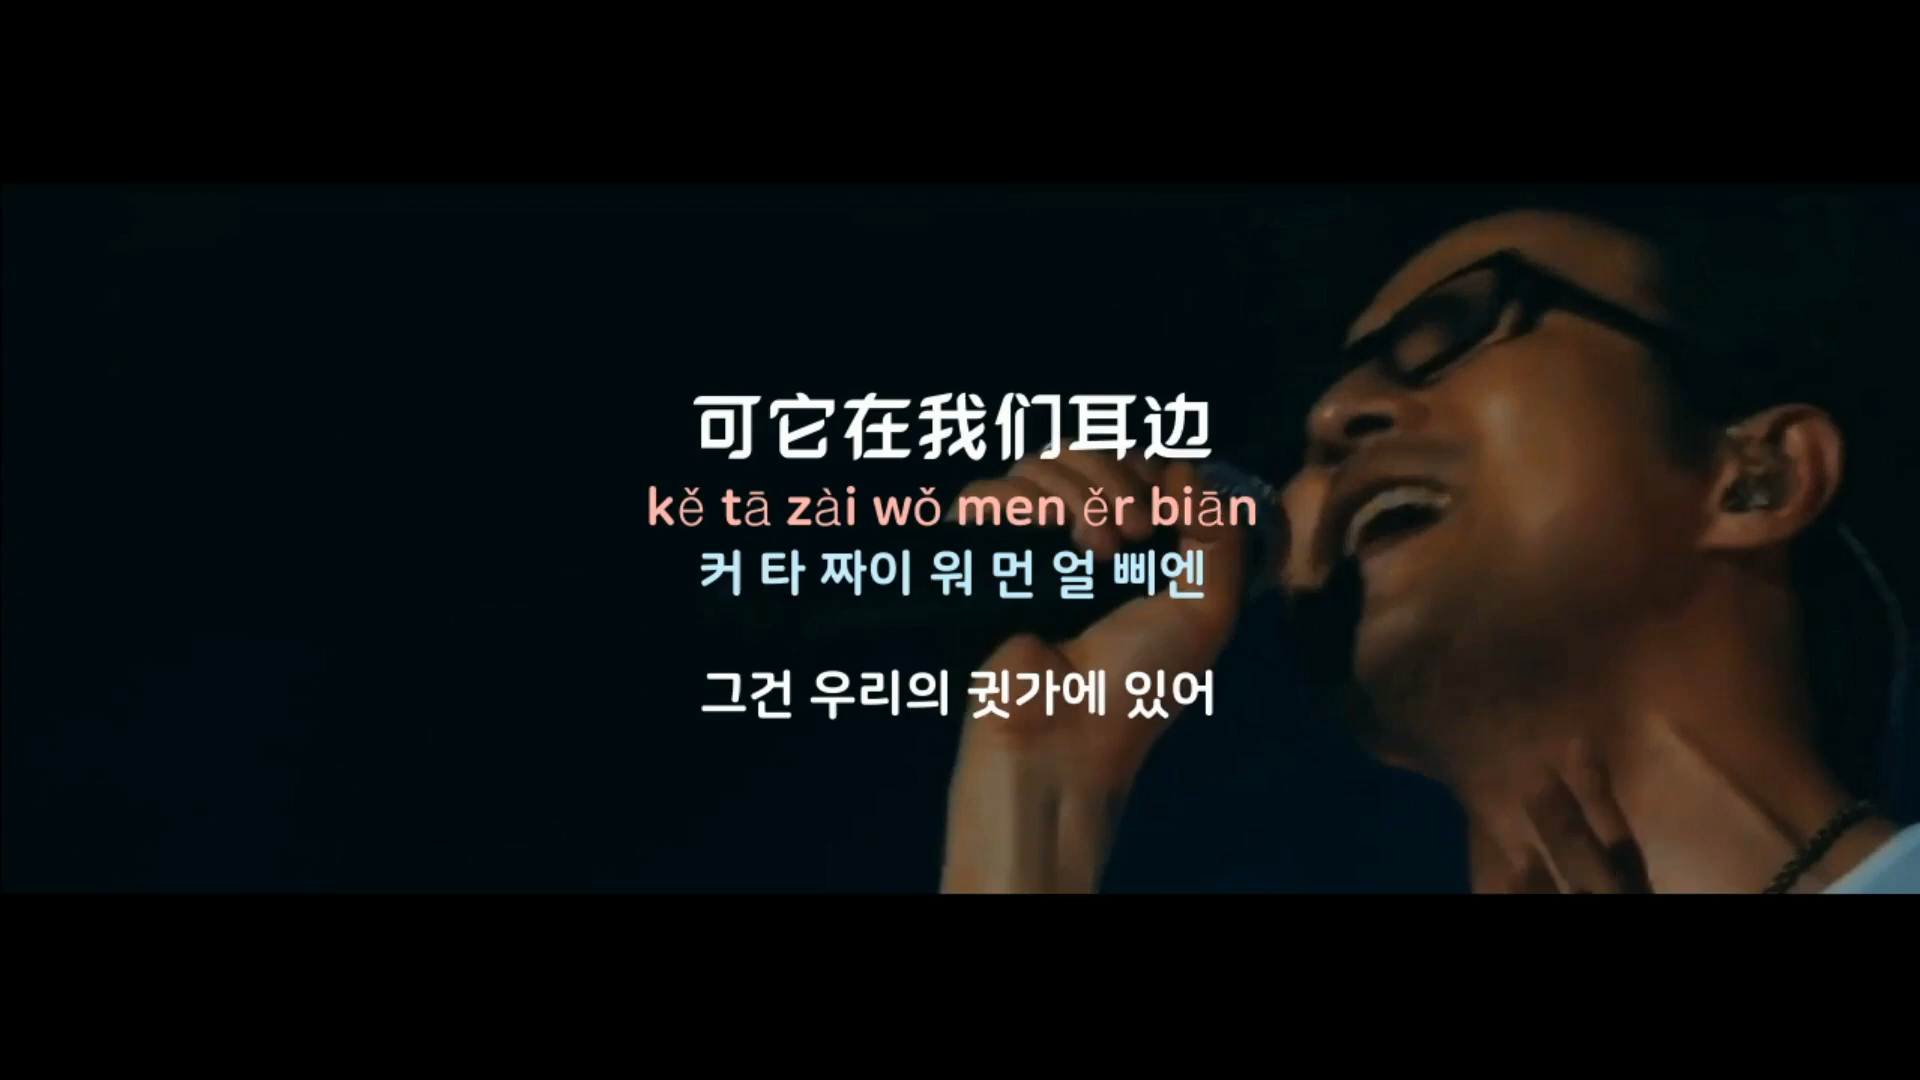 可它在我们耳边
kě tā zài wǒ men ěr biān
커 타 짜이 워 먼 얼 삐엔
그건 우리의 귓가에 있어